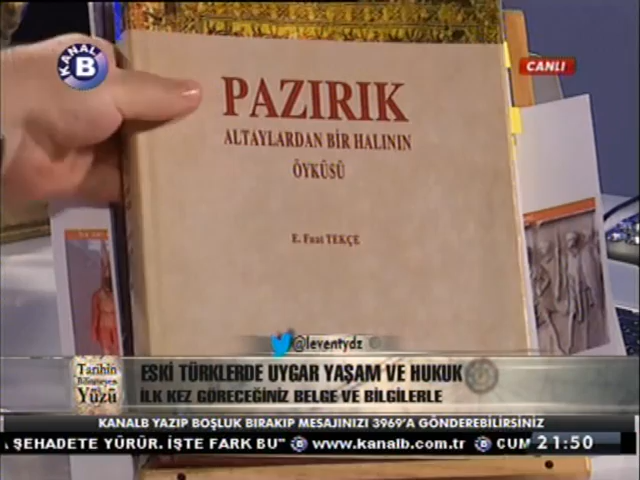 KANAL B
CANLI
PAZIRIK
ALTAYLARDAN BİR HALININ
ÖYKÜSÜ
E. Fuat TEKÇE
@leventydz
Tarihin
Bilinmeyen
Yüzü
ESKİ TÜRKLERDE UYGAR YAŞAM VE HUKUK
İLK KEZ GÖRECEĞİNİZ BELGE VE BİLGİLERLE
KANALB YAZIP BOŞLUK BIRAKIP MESAJINIZI 3969'A GÖNDEREBİLİRSİNİZ
A ŞEHADETE YÜRÜR. İŞTE FARK BU" B www.kanalb.com.tr B CUM 21:50